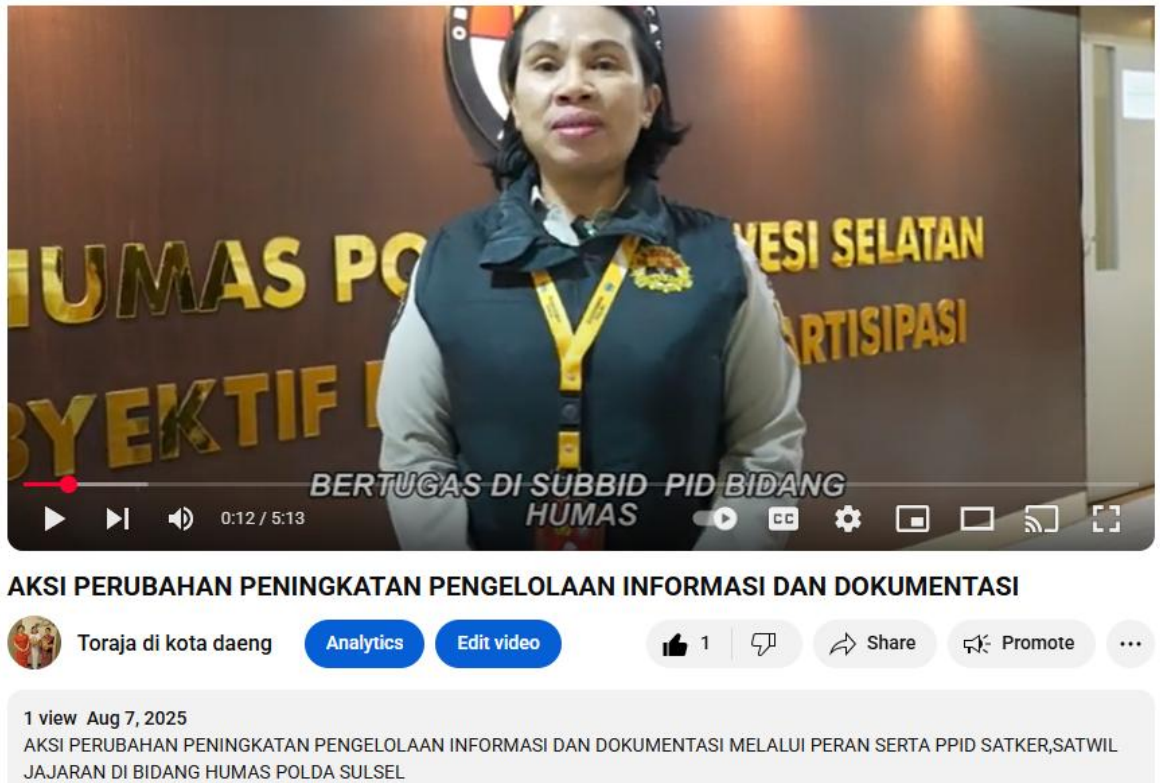 HUMAS PO
ESI SELATAN
BYEKTIF
ARTISIPASI
BERTUGAS DI SUBBID PID BIDANG
HUMAS
0:12 / 5:13
CC
AKSI PERUBAHAN PENINGKATAN PENGELOLAAN INFORMASI DAN DOKUMENTASI
Toraja di kota daeng
Analytics
Edit video
1
Share
Promote
1 view Aug 7, 2025
AKSI PERUBAHAN PENINGKATAN PENGELOLAAN INFORMASI DAN DOKUMENTASI MELALUI PERAN SERTA PPID SATKER,SATWIL
JAJARAN DI BIDANG HUMAS POLDA SULSEL